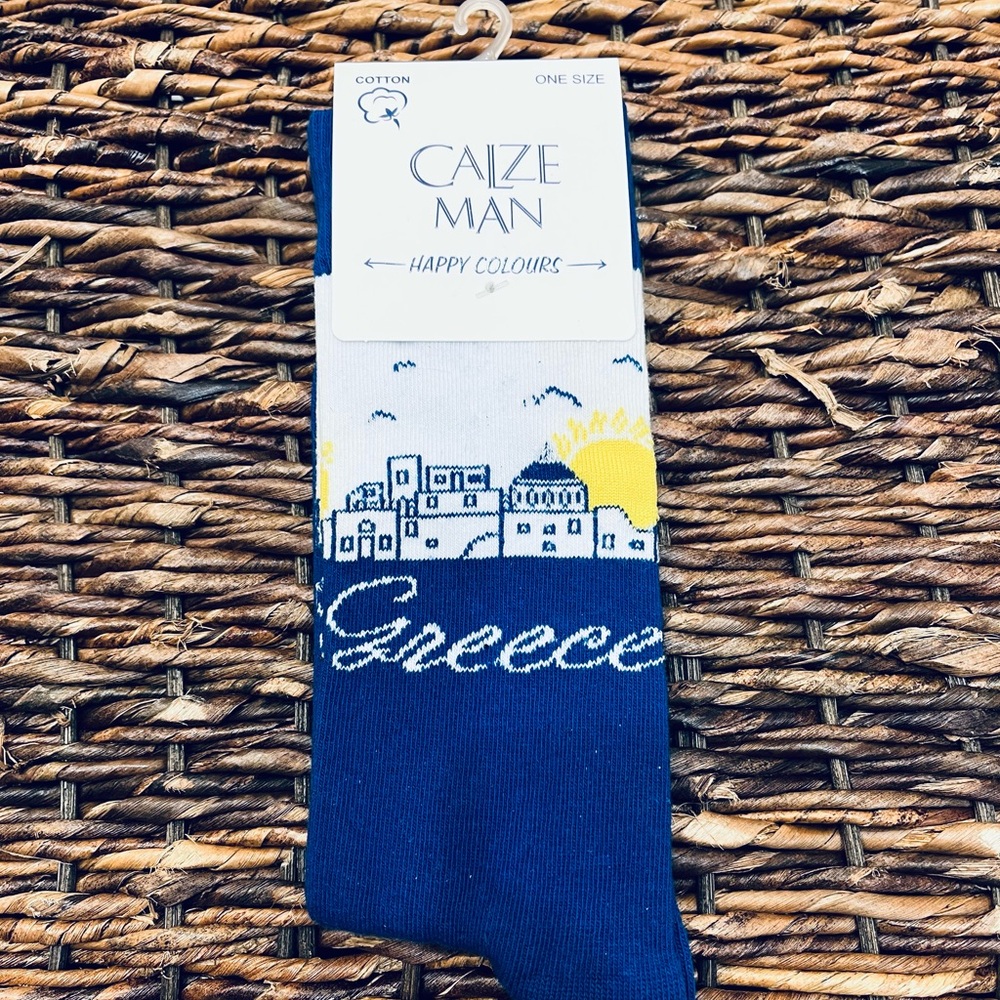 COTTON
ONE SIZE
CALZE
MAN
HAPPY COLOURS
Greece